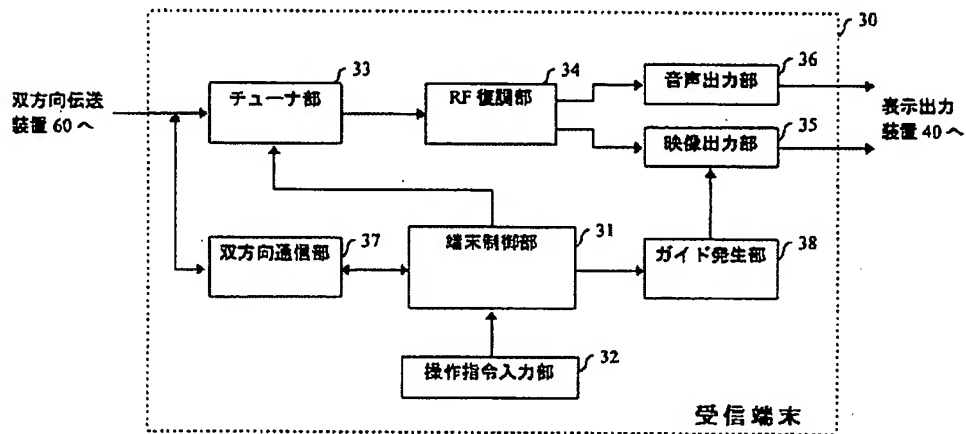 30
33
チューナ部
34
RF 復調部
36
音声出力部
双方向伝送
装置 60 へ
35
映像出力部
表示出力
装置 40 へ
37
双方向通信部
31
端末制御部
38
ガイド発生部
32
操作指令入力部
受信端末